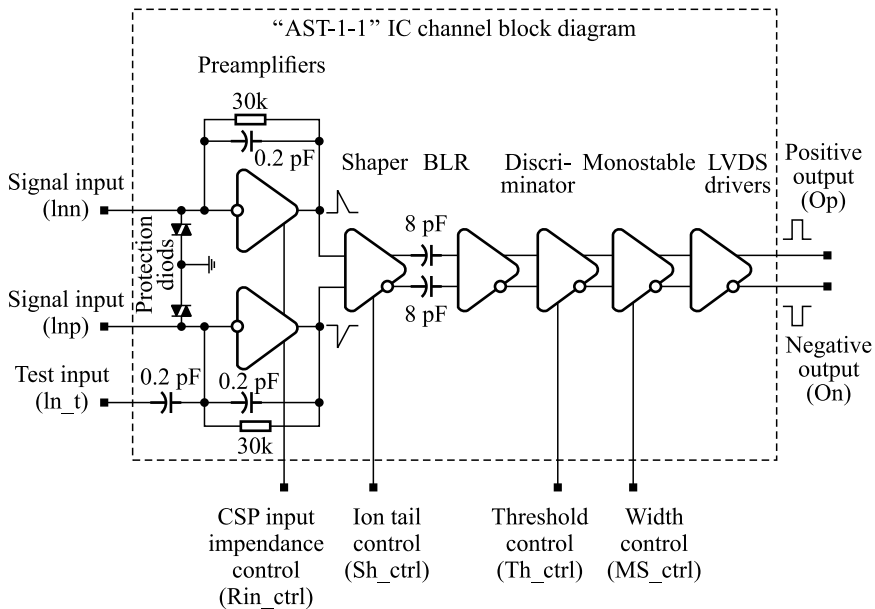 “AST-1-1” IC channel block diagram
Preamplifiers
30k
0.2 pF
Shaper
BLR
Discri-
minator
Monostable
LVDS
drivers
Positive
output
(Op)
Signal input
(lnn)
Protection
diods
8 pF
8 pF
Signal input
(lnp)
Test input
(ln_t)
0.2 pF
0.2 pF
30k
Negative
output
(On)
CSP input
impendance
control
(Rin_ctrl)
Ion tail
control
(Sh_ctrl)
Threshold
control
(Th_ctrl)
Width
control
(MS_ctrl)